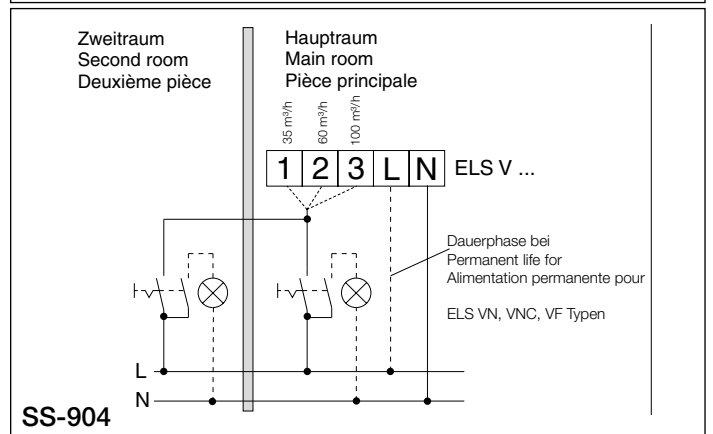 Zweitraum
Second room
Deuxième pièce
Hauptraum
Main room
Pièce principale
35 m³/h
60 m³/h
100 m³/h
1 2 3 L N ELS V ...
Dauerphase bei
Permanent life for
Alimentation permanente pour
ELS VN, VNC, VF Typen
L
N
SS-904